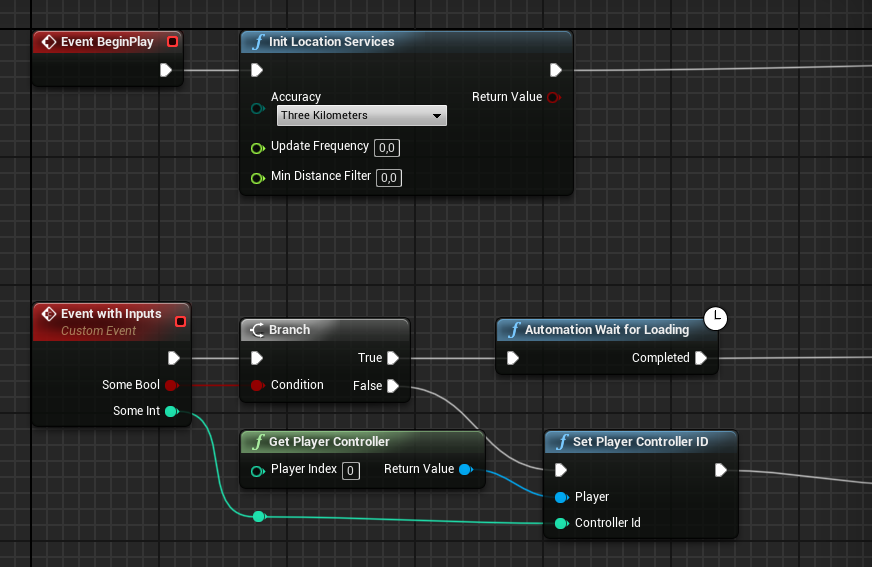 Event BeginPlay
Init Location Services
Accuracy
Return Value
Three Kilometers
Update Frequency 0,0
Min Distance Filter 0,0
Event with Inputs
Custom Event
Some Bool
Some Int
Branch
True
Condition
False
Automation Wait for Loading
Completed
Get Player Controller
Player Index 0
Return Value
Set Player Controller ID
Player
Controller Id